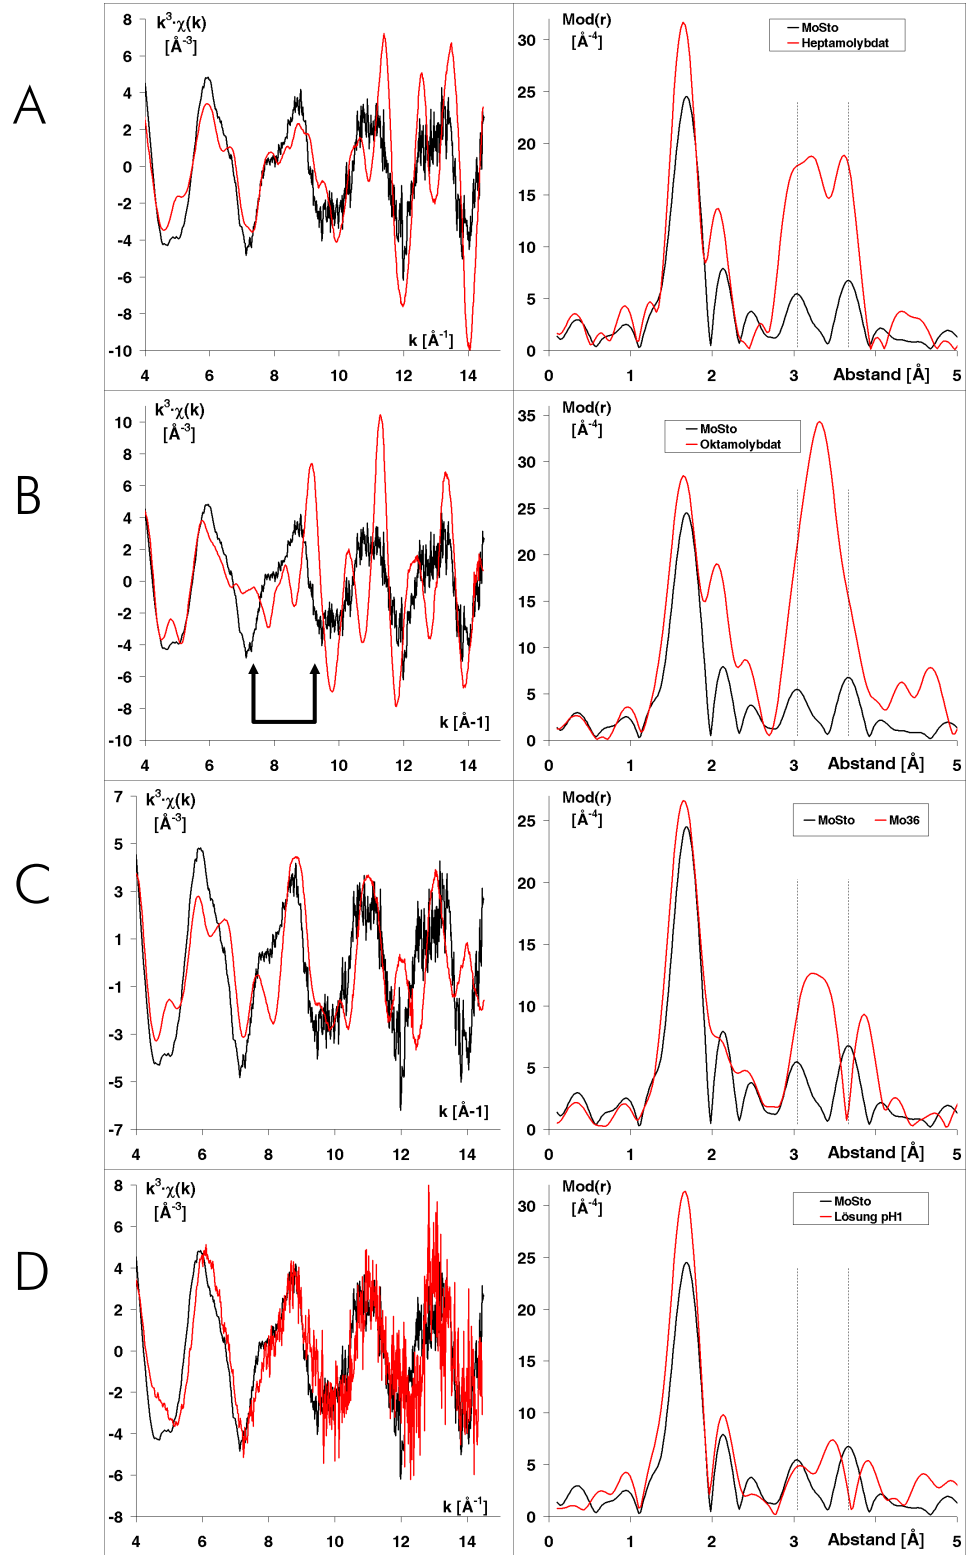 A
k³·χ(k)
[Å⁻³]
8
6
4
2
0
-2
-4
-6
-8
-10
k [Å⁻¹]
4 6 8 10 12 14
Mod(r)
[Å⁻⁴]
MoSto
Heptamolybdat
30
25
20
15
10
5
0
0 1 2 3 Abstand [Å] 5
B
k³·χ(k)
[Å⁻³]
10
8
6
4
2
0
-2
-4
-6
-8
-10
k [Å-1]
4 6 8 10 12 14
Mod(r)
[Å⁻⁴]
MoSto
Oktamolybdat
35
30
25
20
15
10
5
0
0 1 2 3 Abstand [Å] 5
C
k³·χ(k)
[Å⁻³]
7
5
3
1
-1
-3
-5
-7
k [Å-1]
4 6 8 10 12 14
Mod(r)
[Å⁻⁴]
MoSto Mo36
25
20
15
10
5
0
0 1 2 3 Abstand [Å] 5
D
k³·χ(k)
[Å⁻³]
8
6
4
2
0
-2
-4
-6
-8
k [Å⁻¹]
4 6 8 10 12 14
Mod(r)
[Å⁻⁴]
MoSto
Lösung pH1
30
25
20
15
10
5
0
0 1 2 3 Abstand [Å] 5